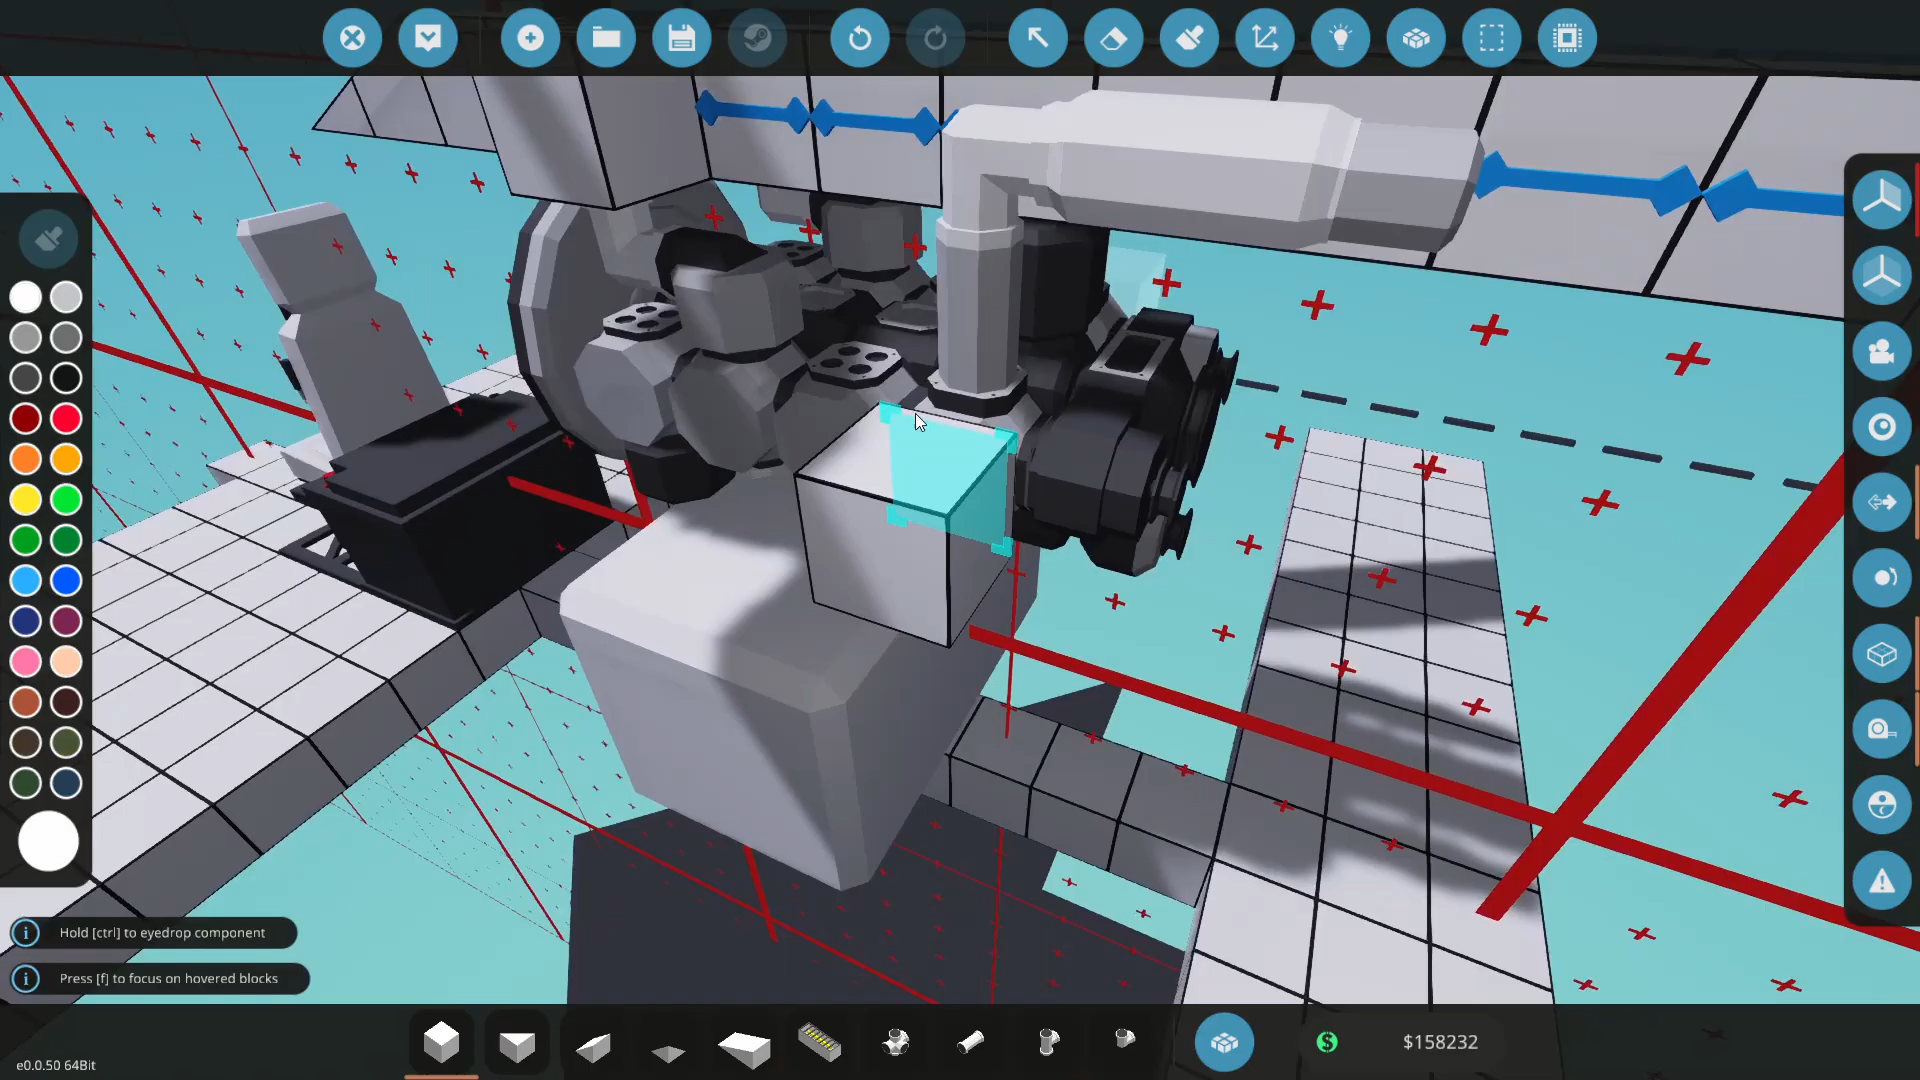 Hold [ctrl] to eyedrop component
Press [f] to focus on hovered blocks
$158232
e0.0.50 64Bit